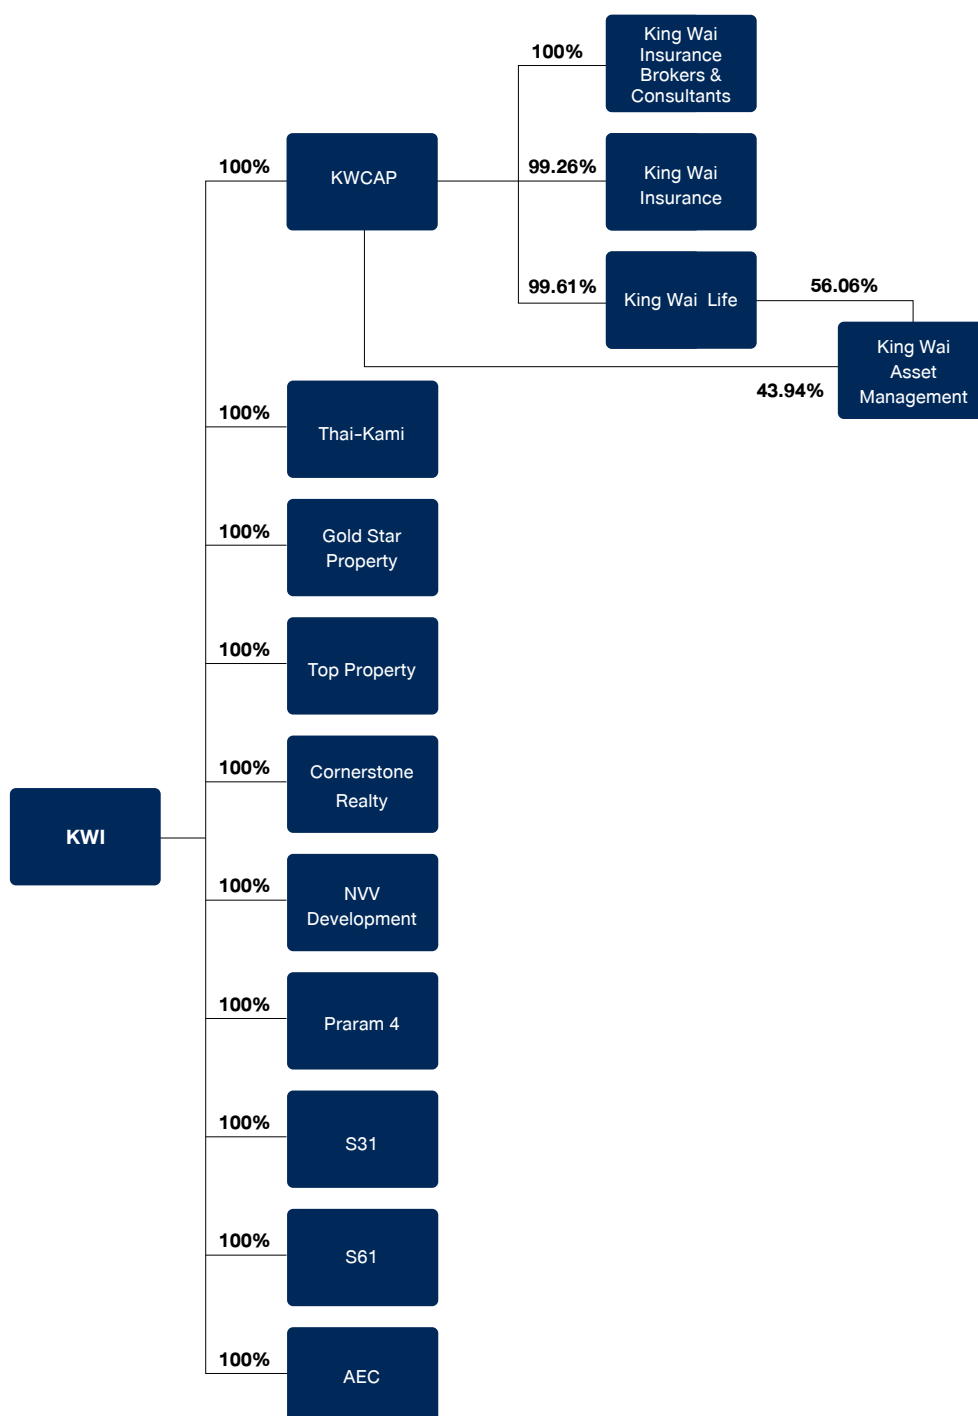 King Wai
Insurance
Brokers &
Consultants
100%
KWCAP
100%
99.26%
King Wai
Insurance
99.61%
King Wai Life
56.06%
King Wai
Asset
Management
43.94%
100%
Thai-Kami
100%
Gold Star
Property
100%
Top Property
100%
Cornerstone
Realty
KWI
100%
NVV
Development
100%
Praram 4
100%
S31
100%
S61
100%
AEC